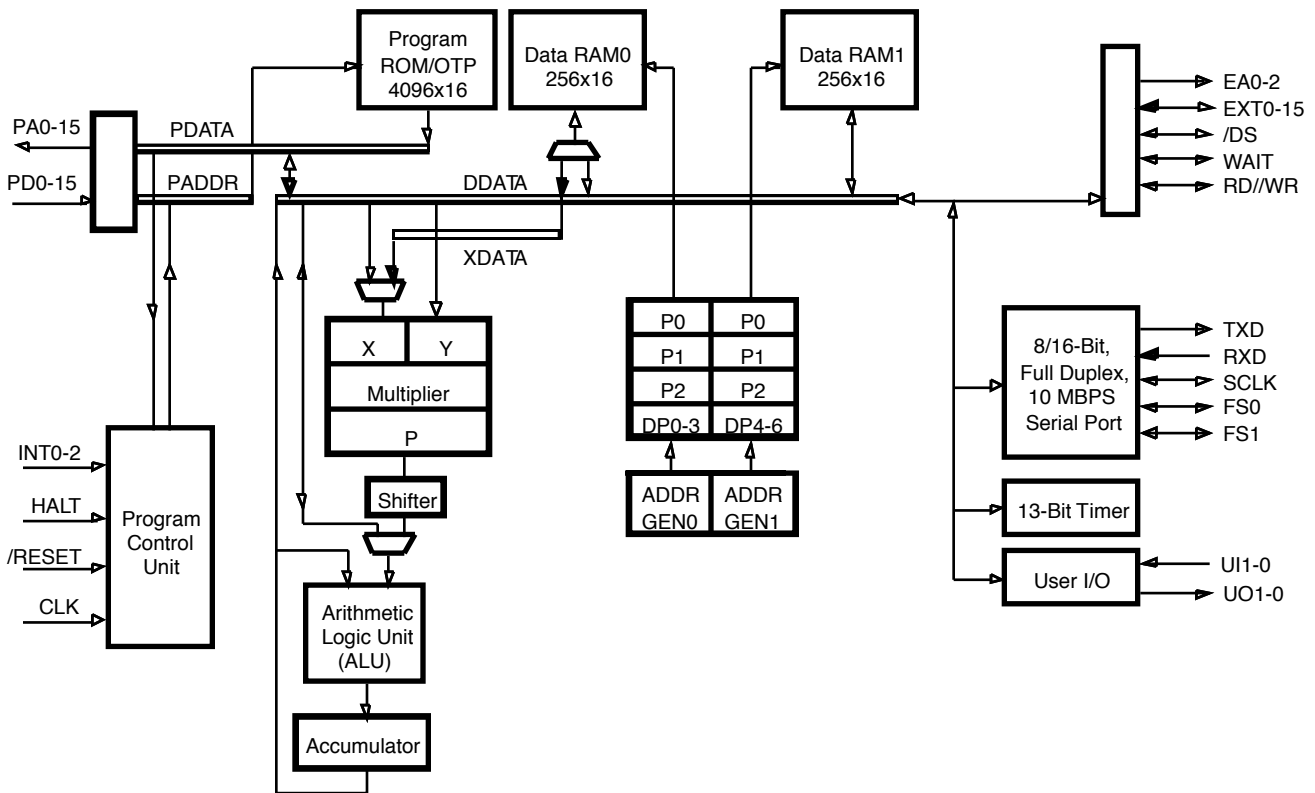 Program
ROM/OTP
4096x16
Data RAM0
256x16
Data RAM1
256x16
EA0-2
EXT0-15
/DS
WAIT
RD//WR
PA0-15
PD0-15
PDATA
PADDR
DDATA
XDATA
X
Y
Multiplier
P
Shifter
P0
P0
P1
P1
P2
P2
DP0-3
DP4-6
ADDR
GEN0
ADDR
GEN1
8/16-Bit,
Full Duplex,
10 MBPS
Serial Port
TXD
RXD
SCLK
FS0
FS1
13-Bit Timer
User I/O
UI1-0
UO1-0
INT0-2
HALT
/RESET
CLK
Program
Control
Unit
Arithmetic
Logic Unit
(ALU)
Accumulator